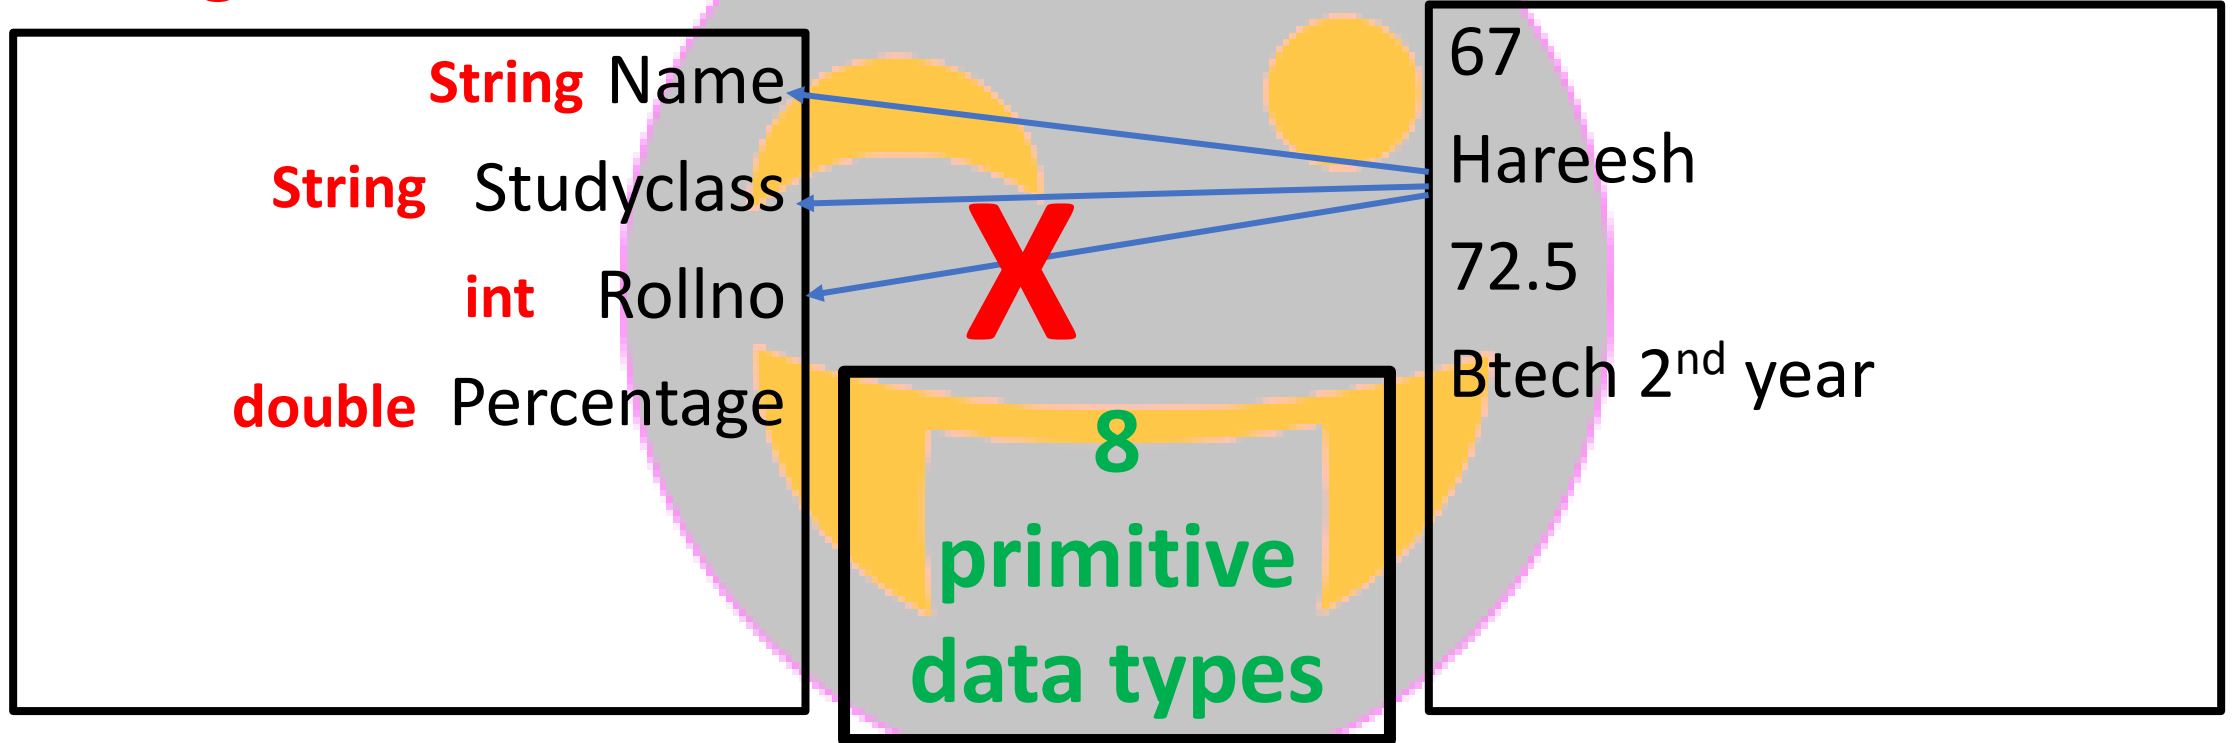 String Name
String Studyclass
int Rollno
double Percentage
67
Hareesh
72.5
Btech 2nd year
X
8
primitive
data types